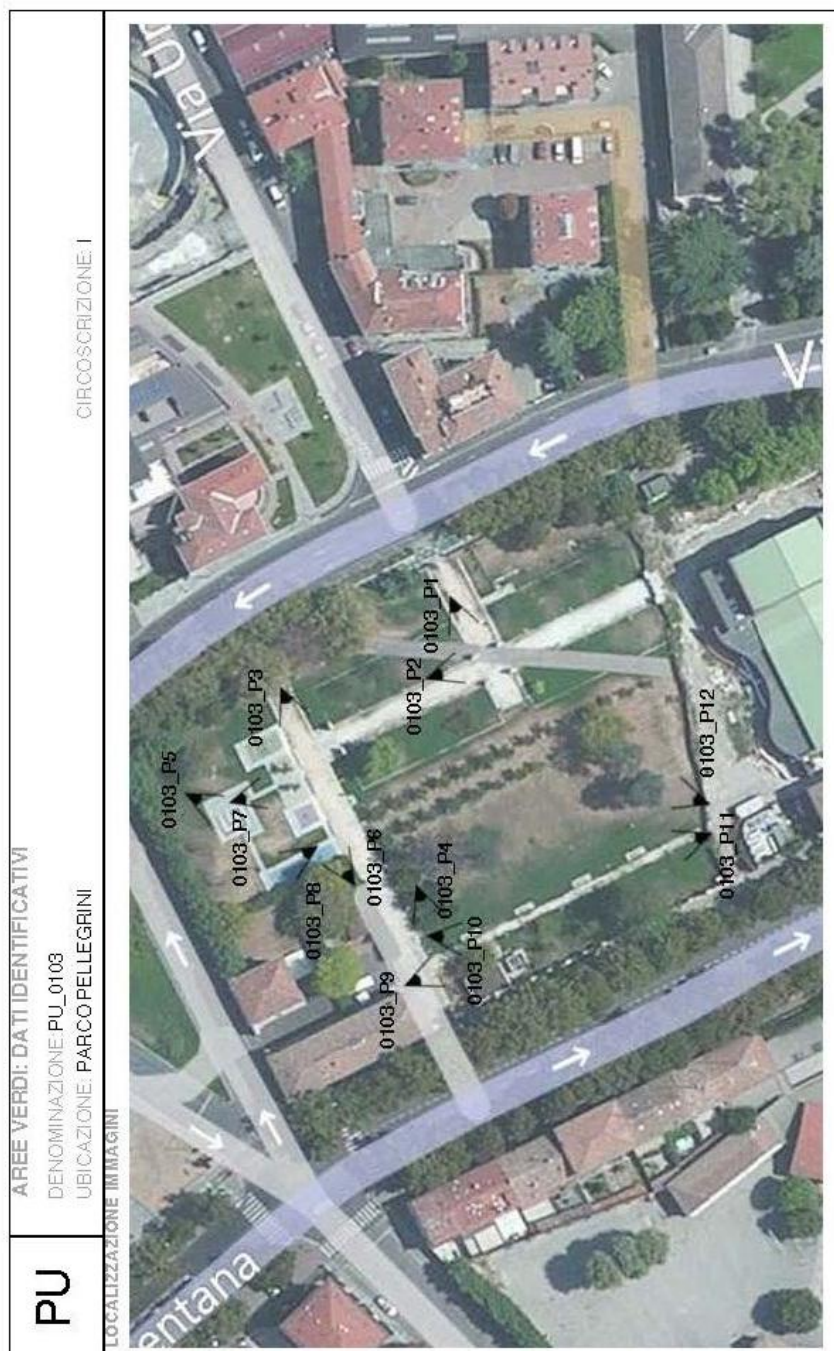 PU
AREE VERDI: DATI IDENTIFICATIVI
DENOMINAZIONE: PU_0103
UBICAZIONE: PARCO PELLEGRINI
CIRCOSCRIZIONE: I
LOCALIZZAZIONE IMMAGINI
entana
0103_P9
0103_P10
0103_P8
0103_P6
0103_P4
0103_P11
0103_P5
0103_P7
0103_P12
0103_P3
0103_P2
0103_P1
V
Via U